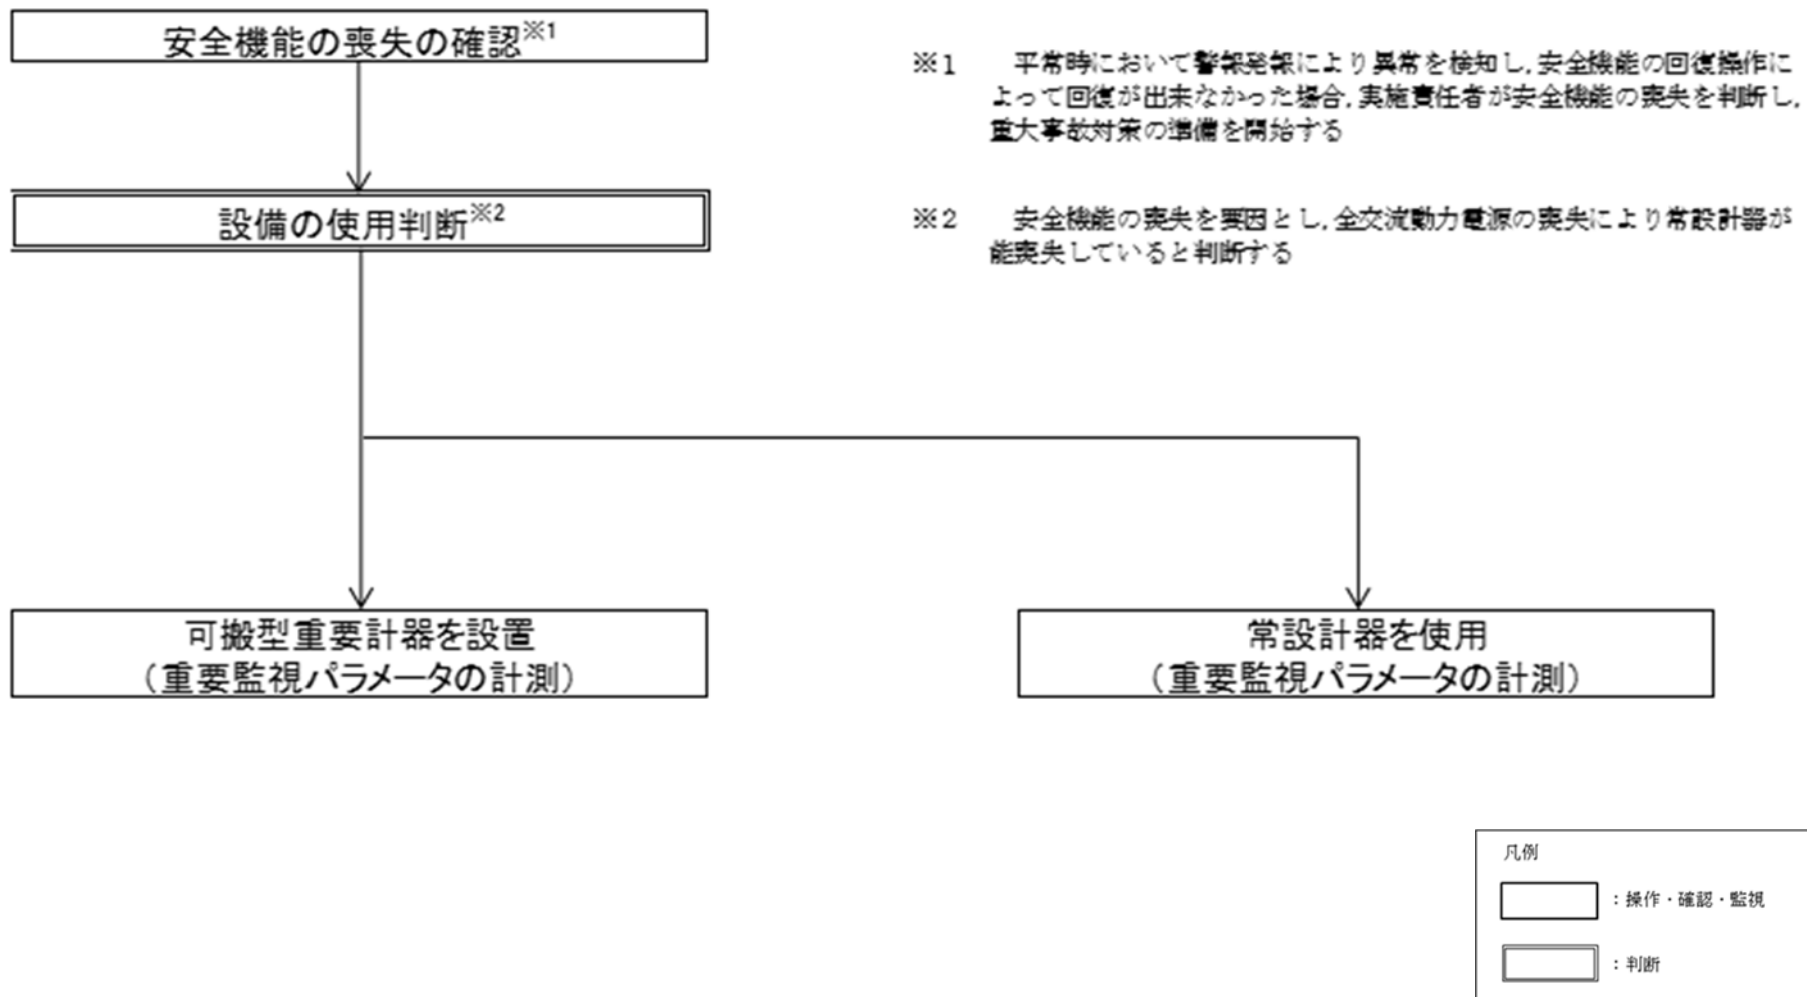 安全機能の喪失の確認※1
※1 平常時において警報発報により異常を検知し,安全機能の回復操作に
よって回復が出来なかった場合,実施責任者が安全機能の喪失を判断し,
重大事故対策の準備を開始する
設備の使用判断※2
※2 安全機能の喪失を要因とし,全交流動力電源の喪失により常設計器が
能喪失していると判断する
可搬型重要計器を設置
（重要監視パラメータの計測）
常設計器を使用
（重要監視パラメータの計測）
凡例
：操作・確認・監視
：判断